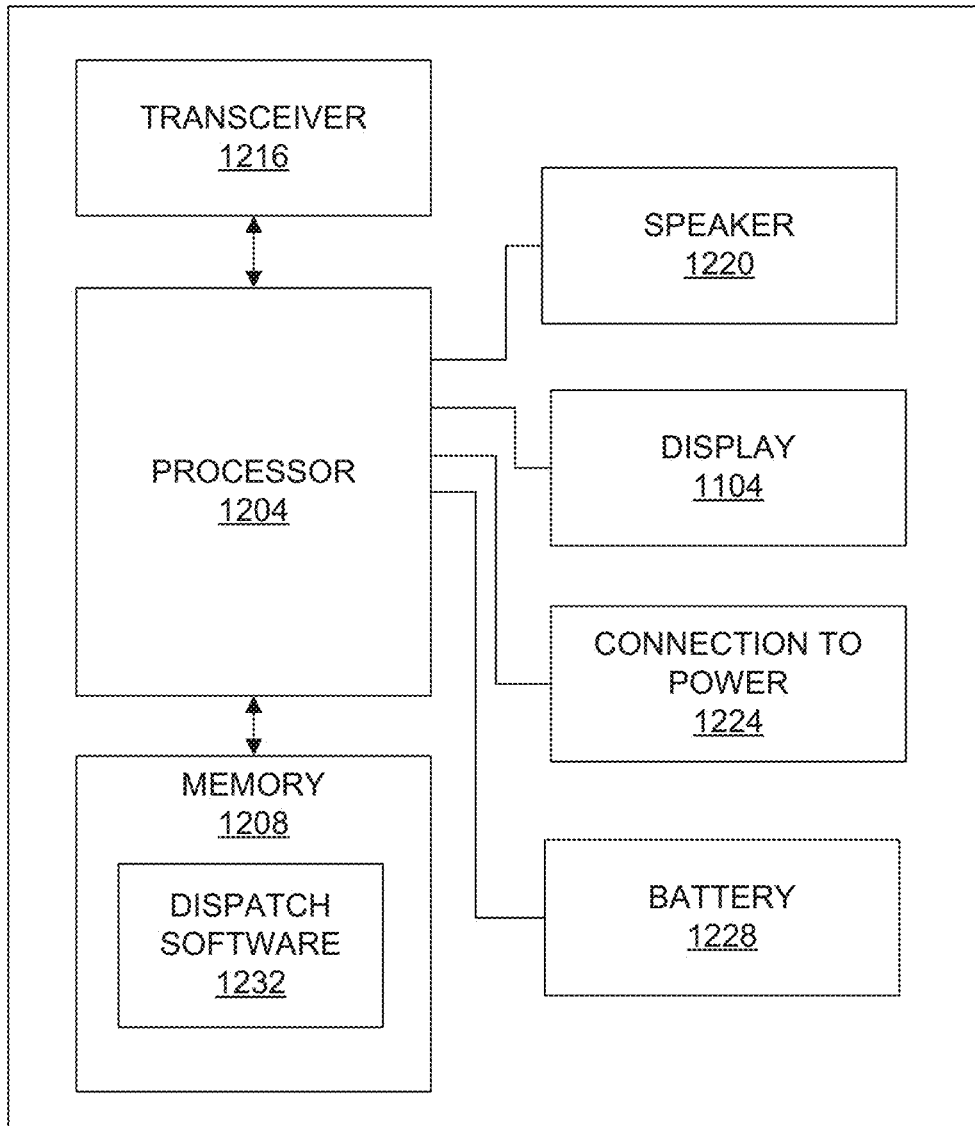 TRANSCEIVER
1216
SPEAKER
1220
PROCESSOR
1204
DISPLAY
1104
CONNECTION TO
POWER
1224
MEMORY
1208
DISPATCH
SOFTWARE
1232
BATTERY
1228